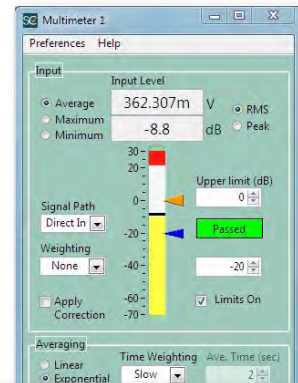 SC Multimeter 1
Preferences Help
Input
Input Level
Average 362.307m V RMS
Maximum
Minimum -8.8 dB Peak
30
20
Upper limit (dB)
0 0
Signal Path
Direct In Passed
-20
Weighting
None -40 -20
Apply Correction -60 Limits On
-70
Averaging
Linear Time Weighting Ave. Time (sec)
Exponential Slow 2